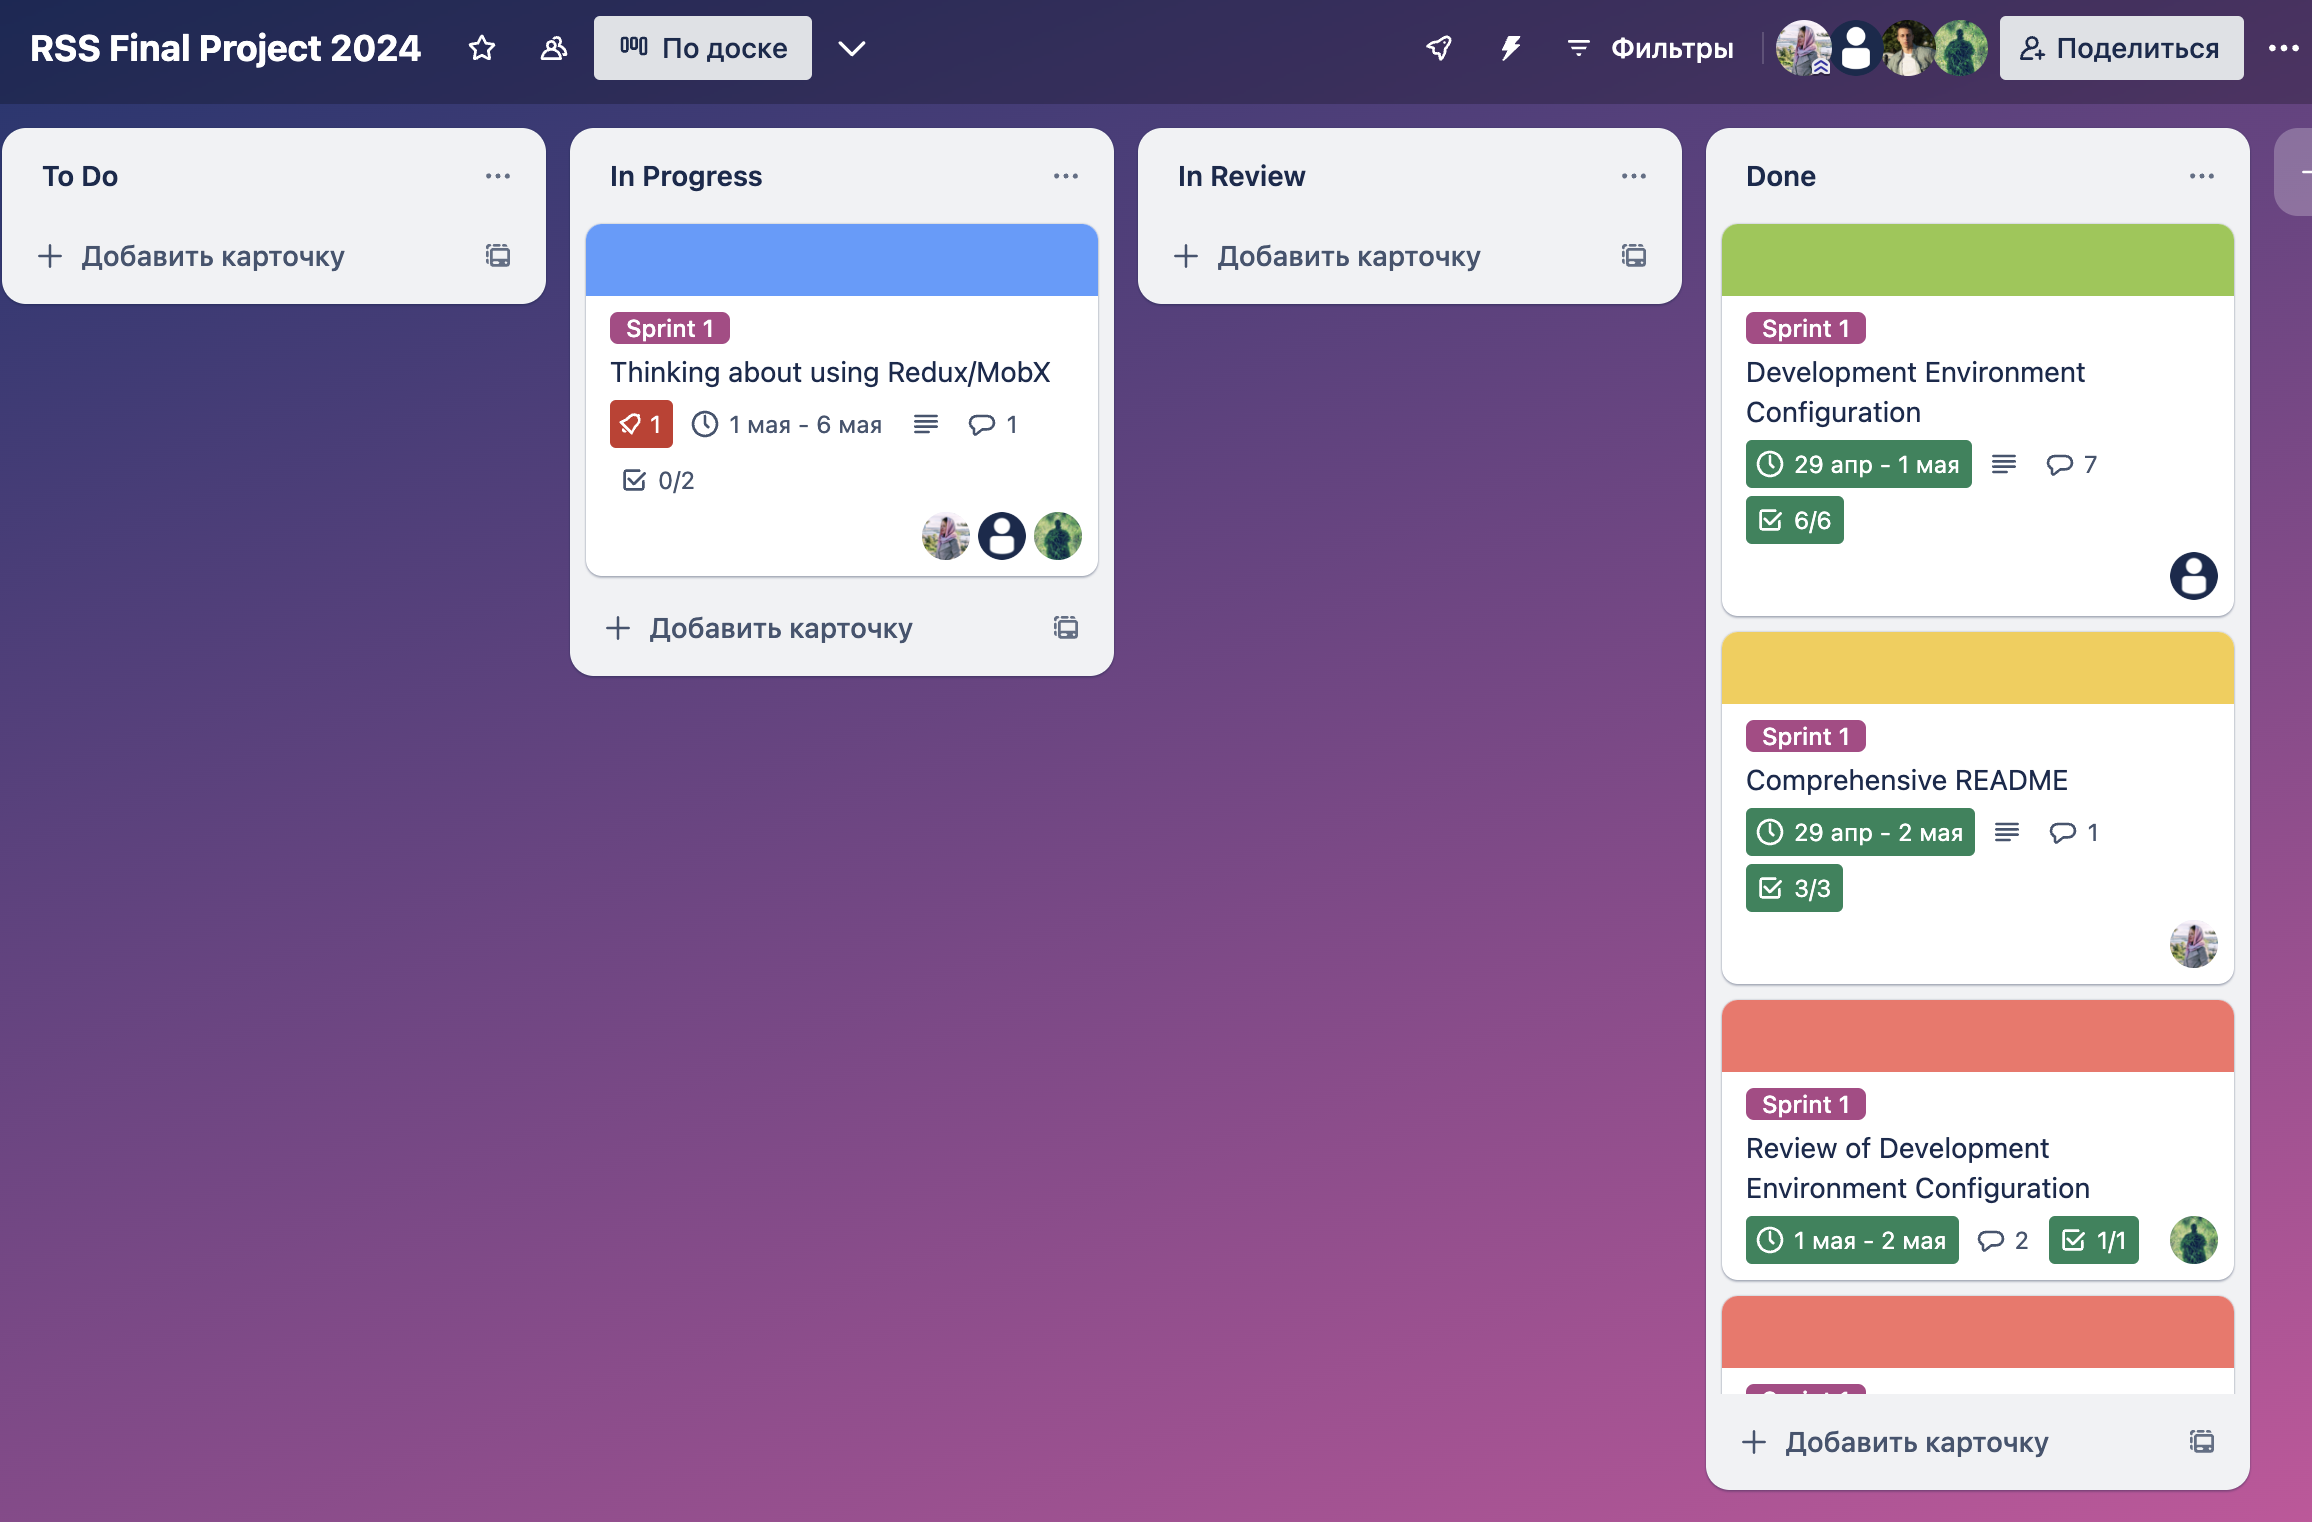 RSS Final Project 2024
По доске
Фильтры
Поделиться
To Do
Добавить карточку
In Progress
Sprint 1
Thinking about using Redux/MobX
1
1 мая - 6 мая
1
0/2
Добавить карточку
In Review
Добавить карточку
Done
Sprint 1
Development Environment
Configuration
29 апр - 1 мая
7
6/6
Sprint 1
Comprehensive README
29 апр - 2 мая
1
3/3
Sprint 1
Review of Development
Environment Configuration
1 мая - 2 мая
2
1/1
Добавить карточку